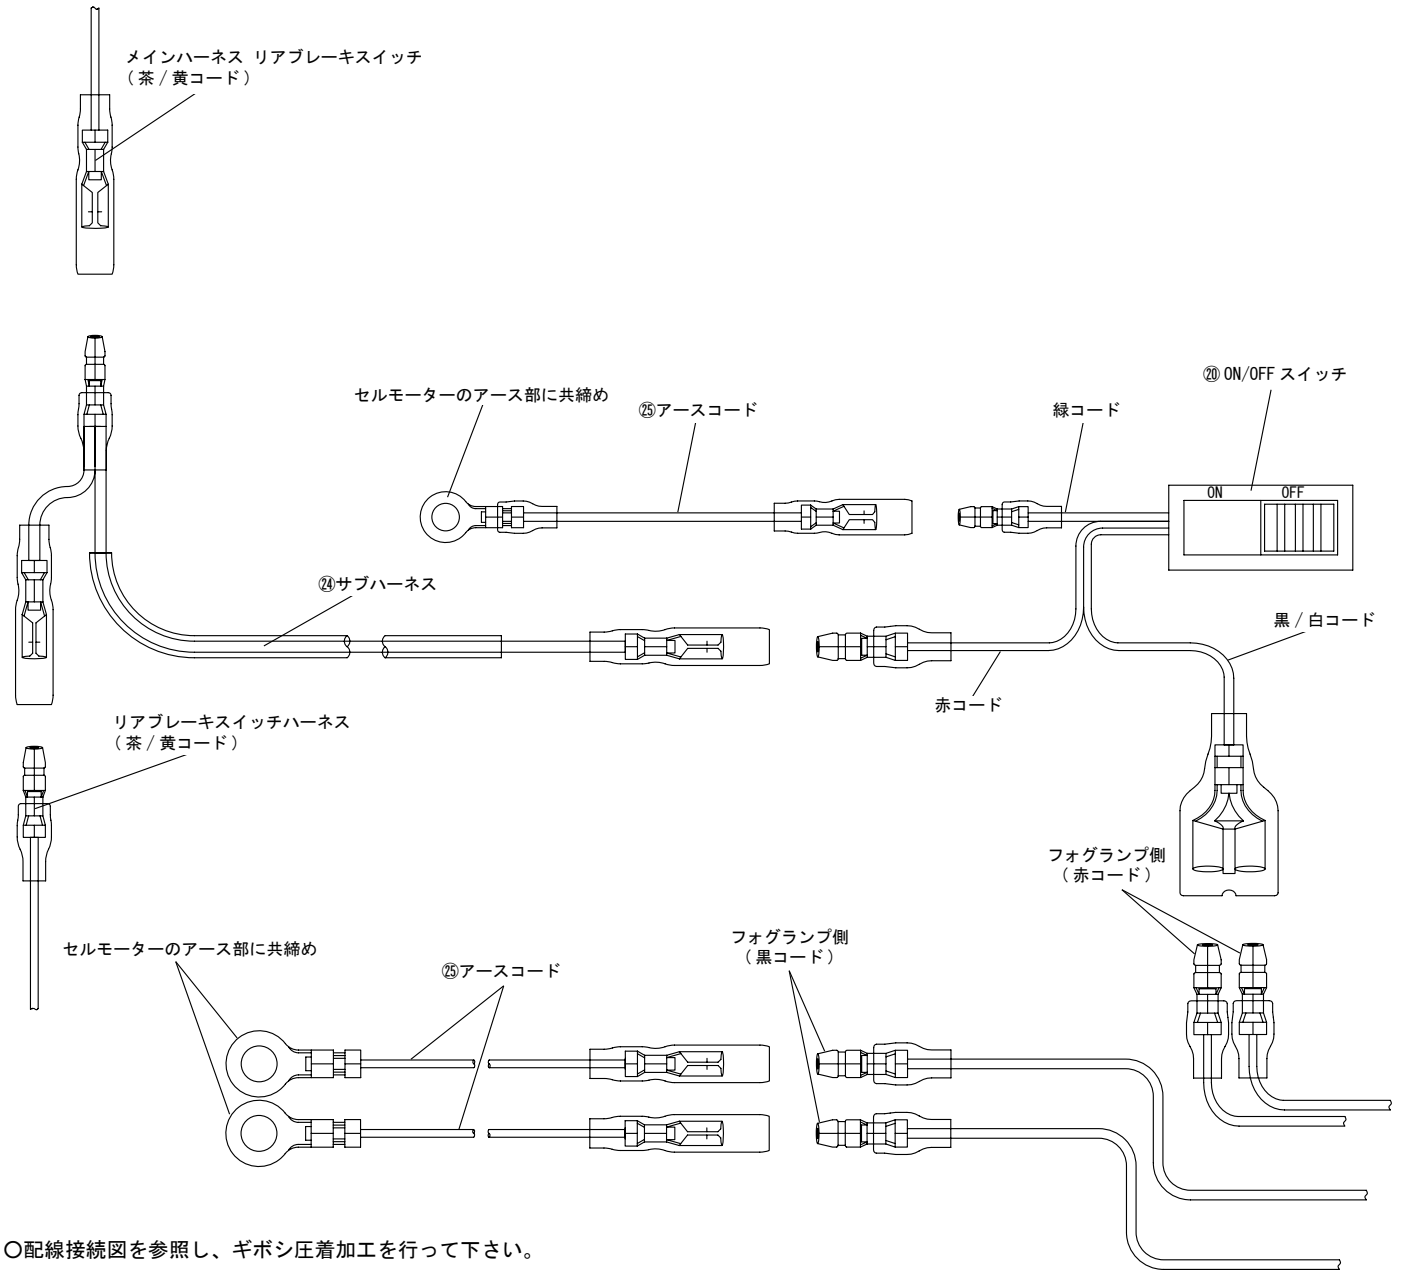 メインハーネス リアブレーキスイッチ
（茶／黄コード）
⑳ ON/OFF スイッチ
セルモーターのアース部に共締め
㉕アースコード
緑コード
ON OFF
㉔サブハーネス
黒／白コード
赤コード
リアブレーキスイッチハーネス
（茶／黄コード）
フォグランプ側
（赤コード）
セルモーターのアース部に共締め
㉕アースコード
フォグランプ側
（黒コード）
○配線接続図を参照し、ギボシ圧着加工を行って下さい。